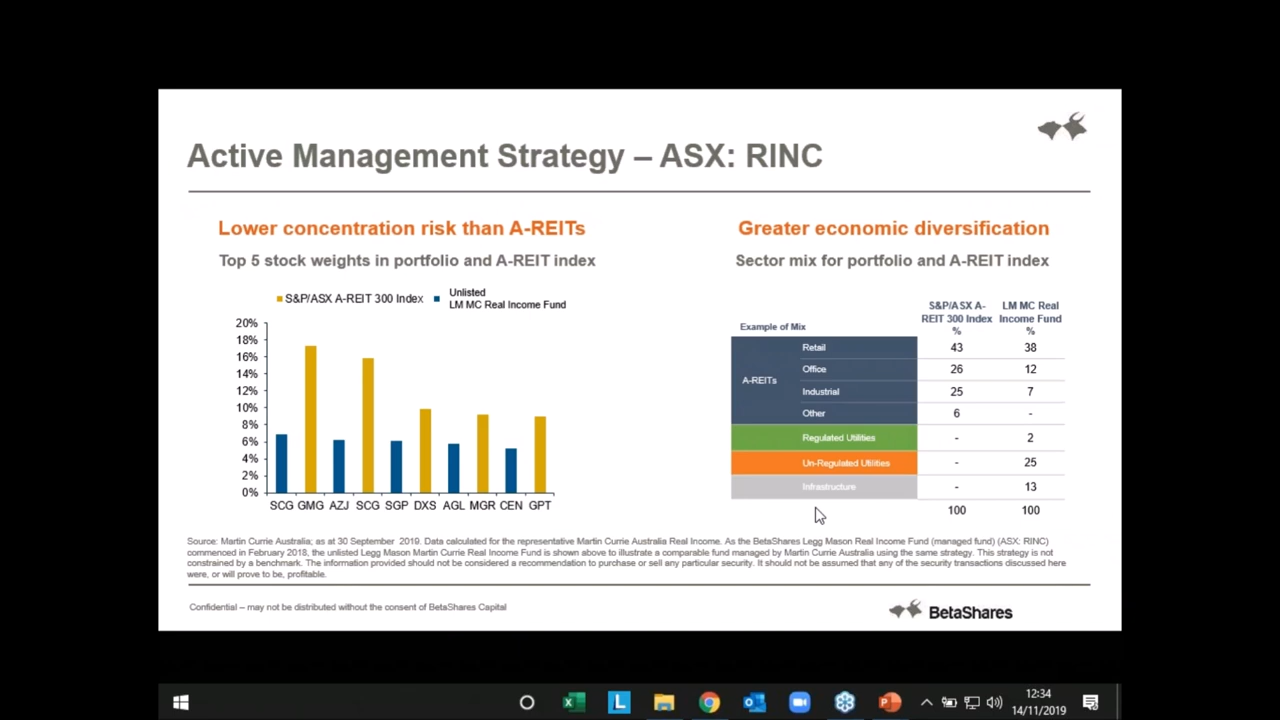 Active Management Strategy – ASX: RINC
Lower concentration risk than A-REITs
Top 5 stock weights in portfolio and A-REIT index
S&P/ASX A-REIT 300 Index
Unlisted
LM MC Real Income Fund
20%
18%
16%
14%
12%
10%
8%
6%
4%
2%
0%
SCG GMG AZJ SCG SGP DXS AGL MGR CEN GPT
Greater economic diversification
Sector mix for portfolio and A-REIT index
Example of Mix
S&P/ASX A-
REIT 300 Index
%
LM MC Real
Income Fund
%
A-REITs
Retail 43 38
Office 26 12
Industrial 25 7
Other 6 -
Regulated Utilities - 2
Un-Regulated Utilities - 25
Infrastructure - 13
100 100
Source: Martin Currie Australia; as at 30 September 2019. Data calculated for the representative Martin Currie Australia Real Income. As the BetaShares Legg Mason Real Income Fund (managed fund) (ASX: RINC)
commenced in February 2018, the unlisted Legg Mason Martin Currie Real Income Fund is shown above to illustrate a comparable fund managed by Martin Currie Australia using the same strategy. This strategy is not
constrained by a benchmark. The information provided should not be considered a recommendation to purchase or sell any particular security. It should not be assumed that any of the security transactions discussed here
were, or will prove to be, profitable.
Confidential – may not be distributed without the consent of BetaShares Capital
BetaShares
L
12:34
14/11/2019